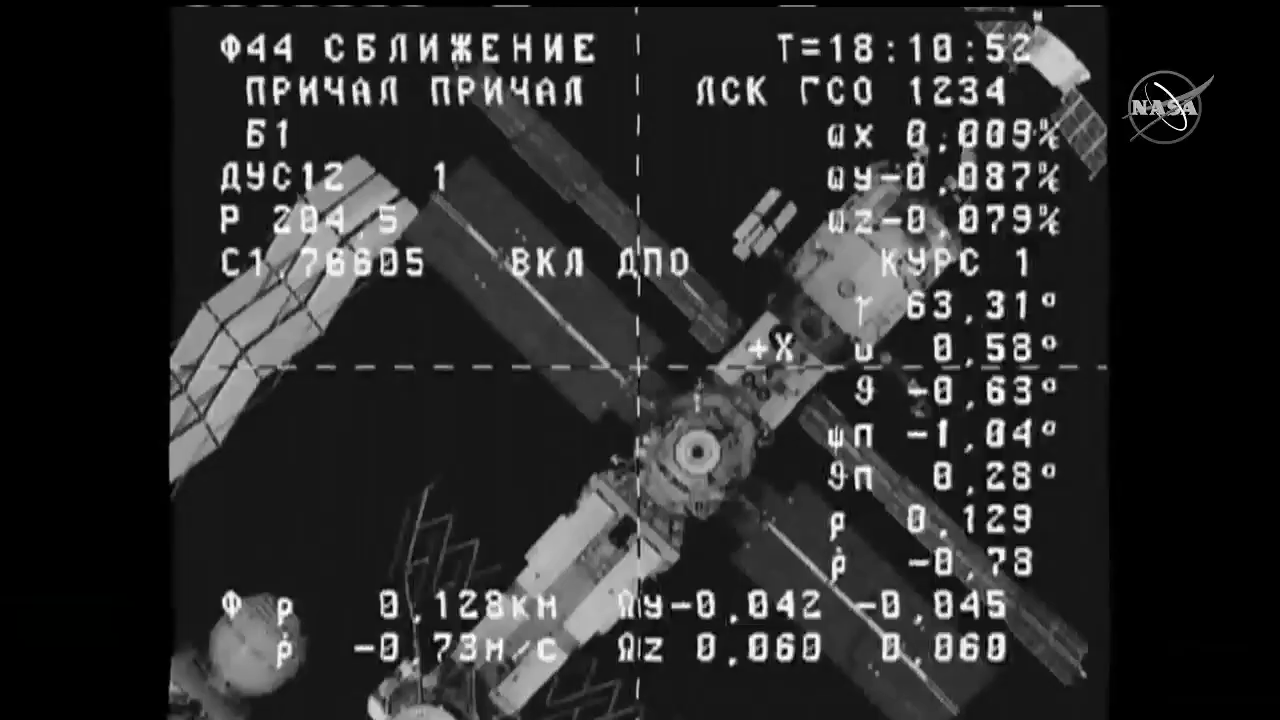 Ф44 СБЛИЖЕНИЕ T=18:10:52
ПРИЧАЛ ПРИЧАЛ ЛСК ГСО 1234
NASA
Б1 ωx 0,009%
ДУС12 1 ωy-0,087%
Р 204,5 ωz-0,079%
С1,76605 ВКЛ ДПО КУРС 1
γ 63,31°
+X υ 0,58°
ϑ -0,63°
ψп -1,04°
ϑп 0,28°
ρ 0,129
ρ̇ -0,78
Ф ρ 0,128км Ωy-0,042 -0,045
ρ̇ -0,73м/с Ωz 0,060 0,060